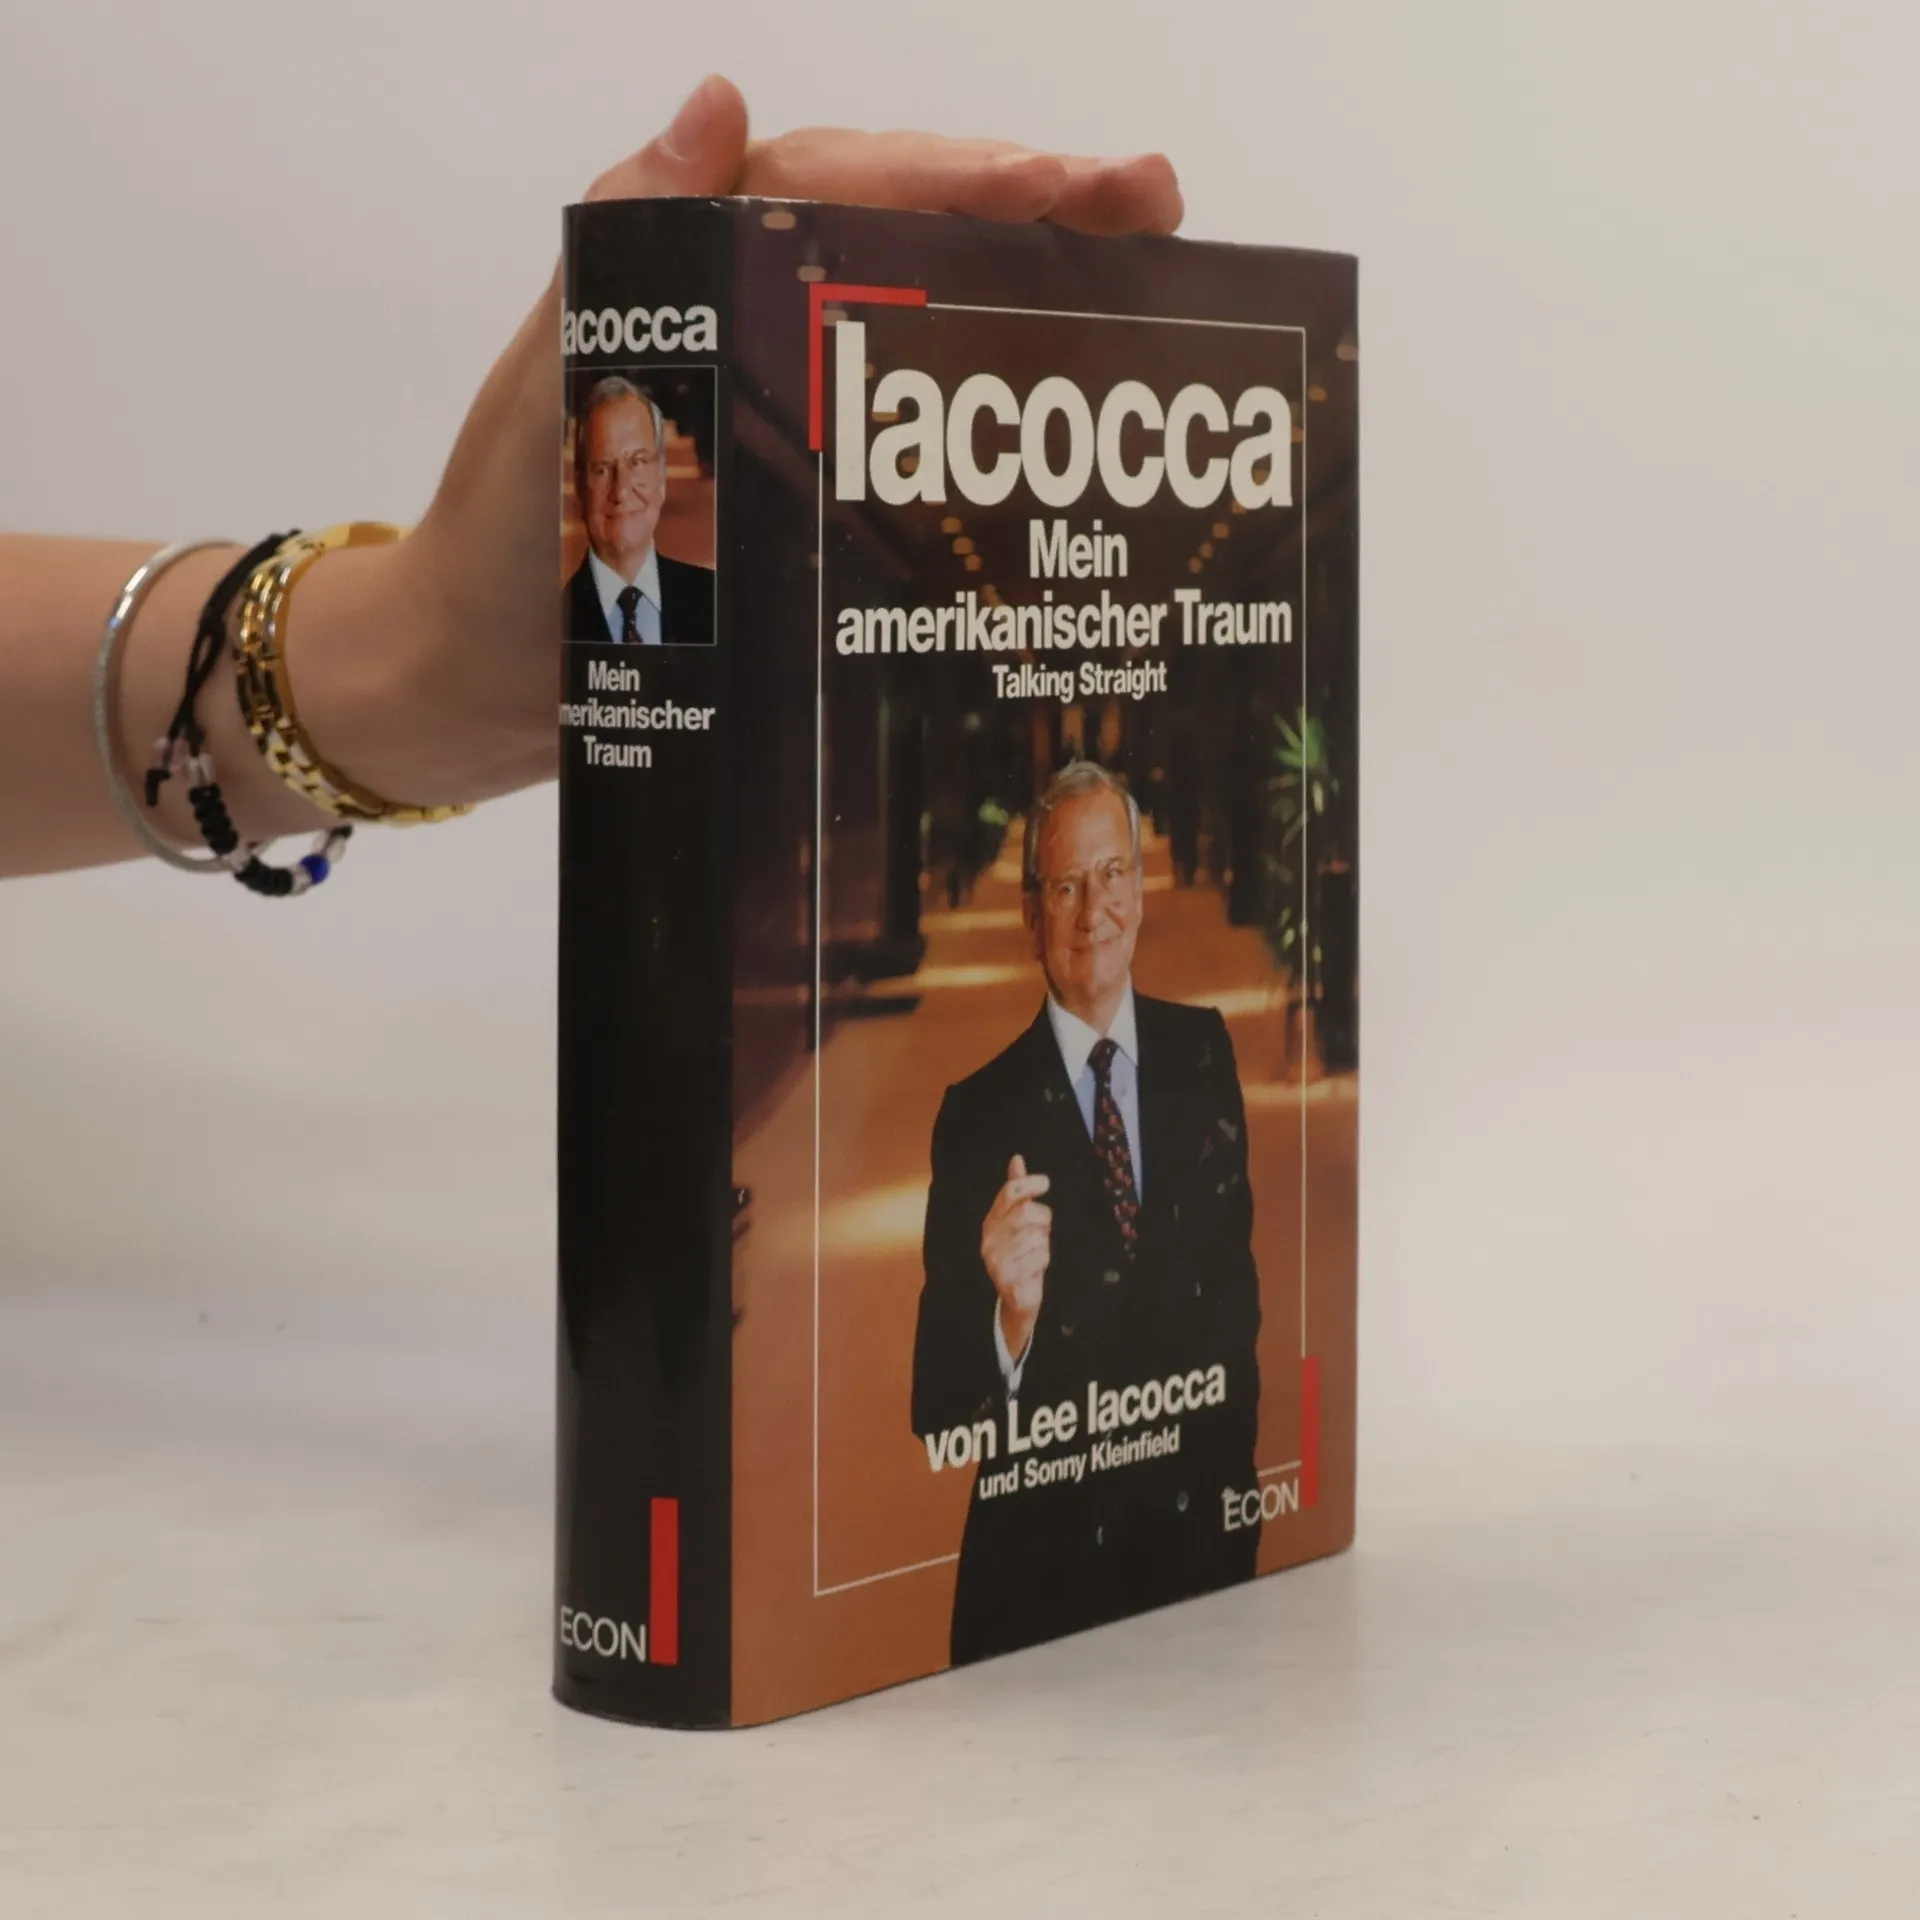 Iacocca
Mein
amerikanischer
Traum
ECON
Iacocca
Mein
amerikanischer Traum
Talking Straight
von Lee Iacocca
und Sonny Kleinfield
ECON